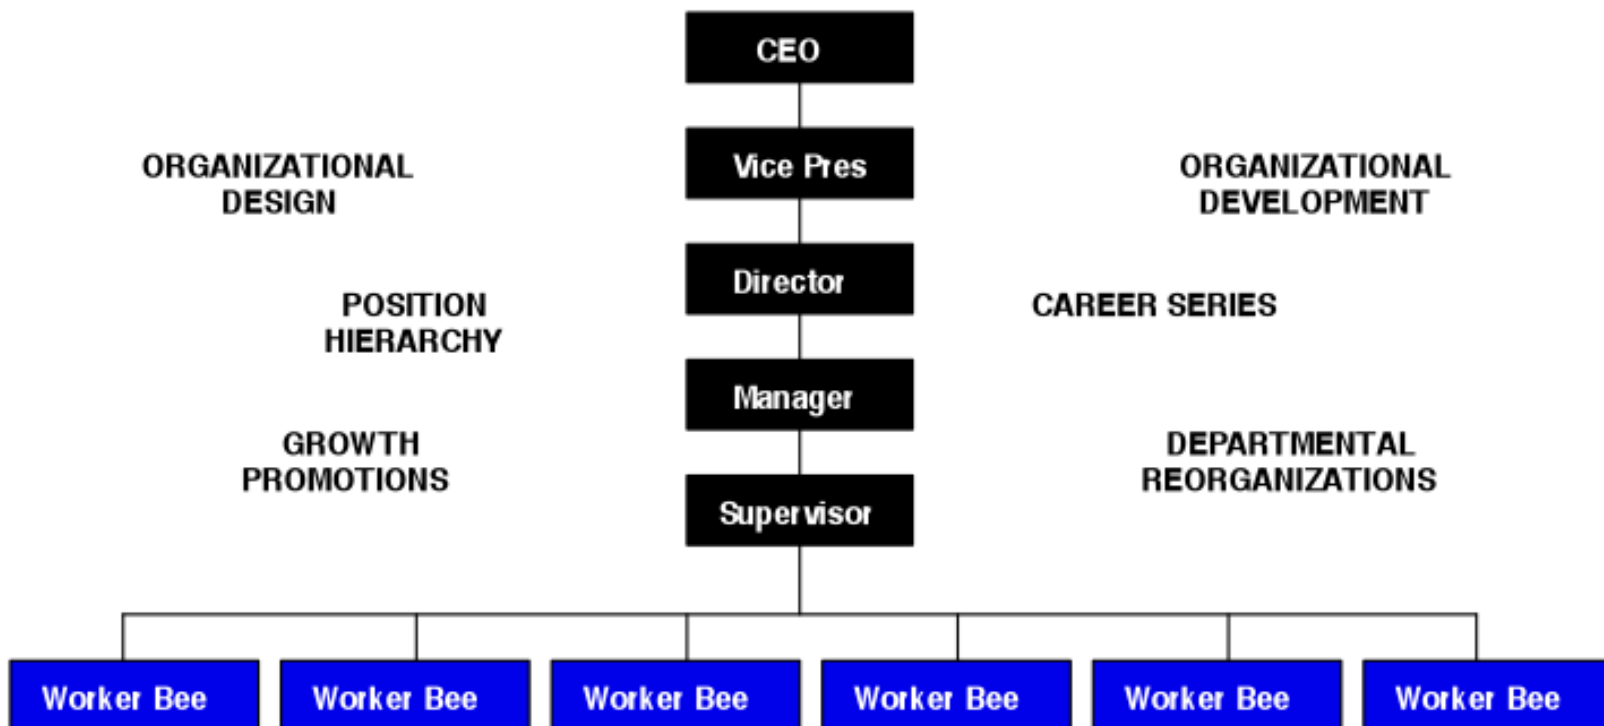 CEO
Vice Pres
ORGANIZATIONAL
DESIGN
ORGANIZATIONAL
DEVELOPMENT
Director
POSITION
HIERARCHY
CAREER SERIES
Manager
GROWTH
PROMOTIONS
DEPARTMENTAL
REORGANIZATIONS
Supervisor
Worker Bee
Worker Bee
Worker Bee
Worker Bee
Worker Bee
Worker Bee